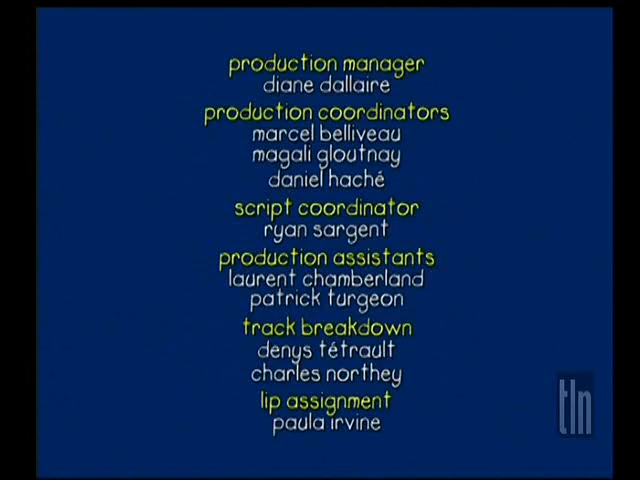 production manager
diane dallaire
production coordinators
marcel belliveau
magali gloutnay
daniel haché
script coordinator
ryan sargent
production assistants
laurent chamberland
patrick turgeon
track breakdown
denys tétrault
charles northey
lip assignment
paula irvine
tln